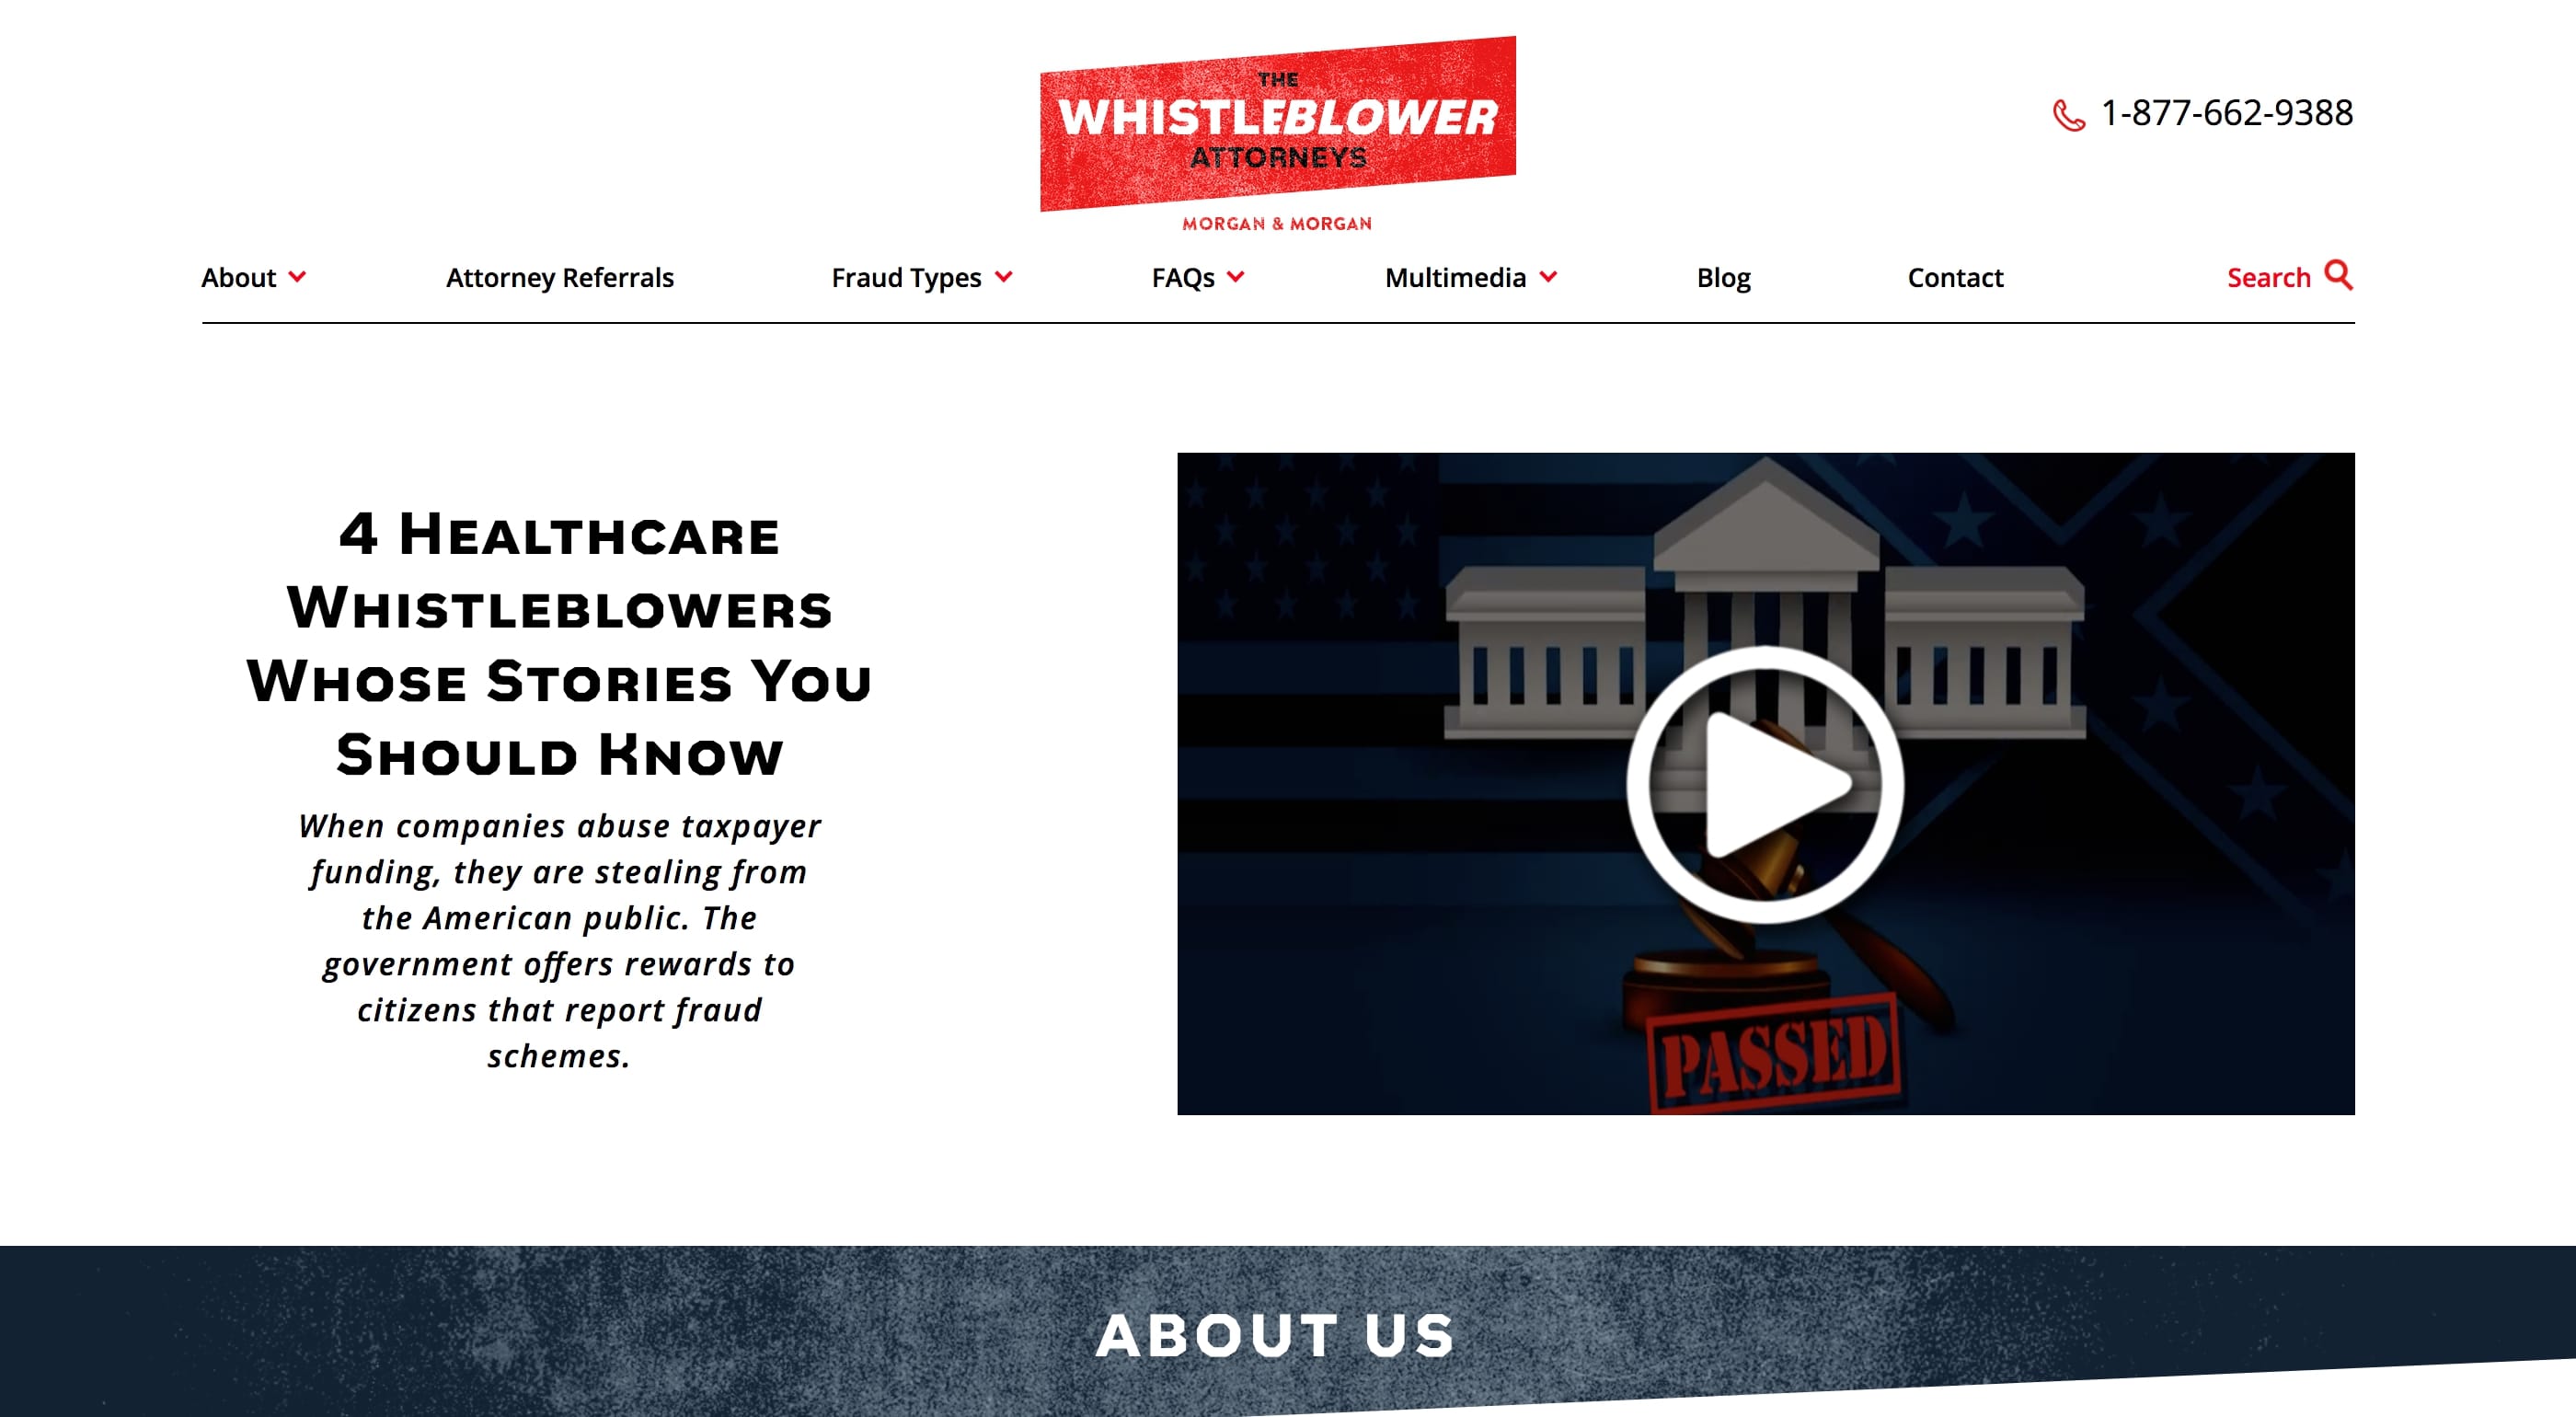 THE
WHISTLEBLOWER
ATTORNEYS
MORGAN & MORGAN
1-877-662-9388
About
Attorney Referrals
Fraud Types
FAQs
Multimedia
Blog
Contact
Search
4 Healthcare
Whistleblowers
Whose Stories You
Should Know
When companies abuse taxpayer
funding, they are stealing from
the American public. The
government offers rewards to
citizens that report fraud
schemes.
PASSED
ABOUT US